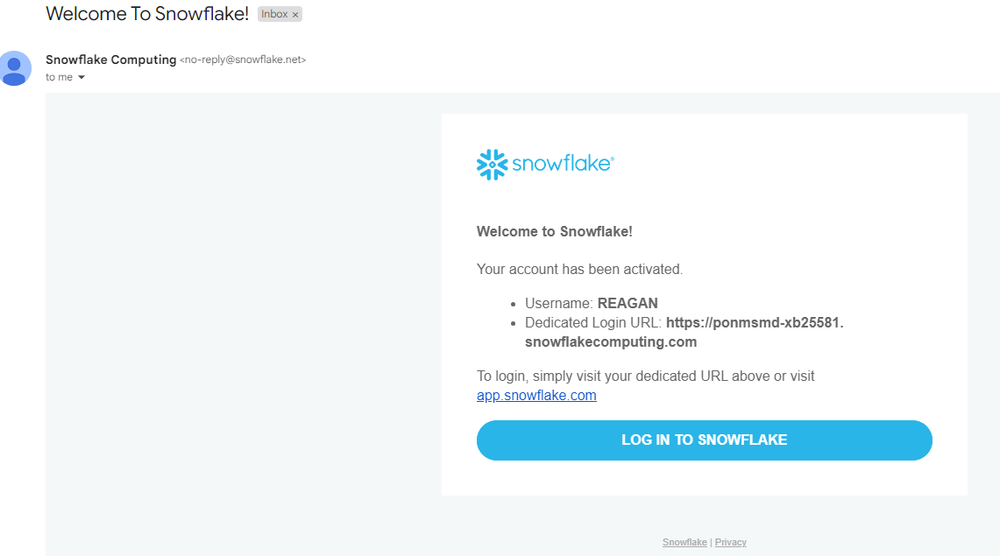 Welcome To Snowflake! Inbox ×
Snowflake Computing <no-reply@snowflake.net>
to me
snowflake®
Welcome to Snowflake!
Your account has been activated.
• Username: REAGAN
• Dedicated Login URL: https://ponmsmd-xb25581.
snowflakecomputing.com
To login, simply visit your dedicated URL above or visit
app.snowflake.com
LOG IN TO SNOWFLAKE
Snowflake | Privacy